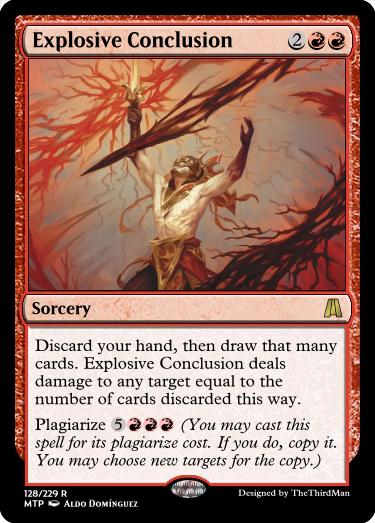 Explosive Conclusion 2
Sorcery
Discard your hand, then draw that many
cards. Explosive Conclusion deals
damage to any target equal to the
number of cards discarded this way.
Plagiarize 5 (You may cast this
spell for its plagiarize cost. If you do, copy it.
You may choose new targets for the copy.)
128/229 R
MTP Aldo Domínguez
Designed by TheThirdMan